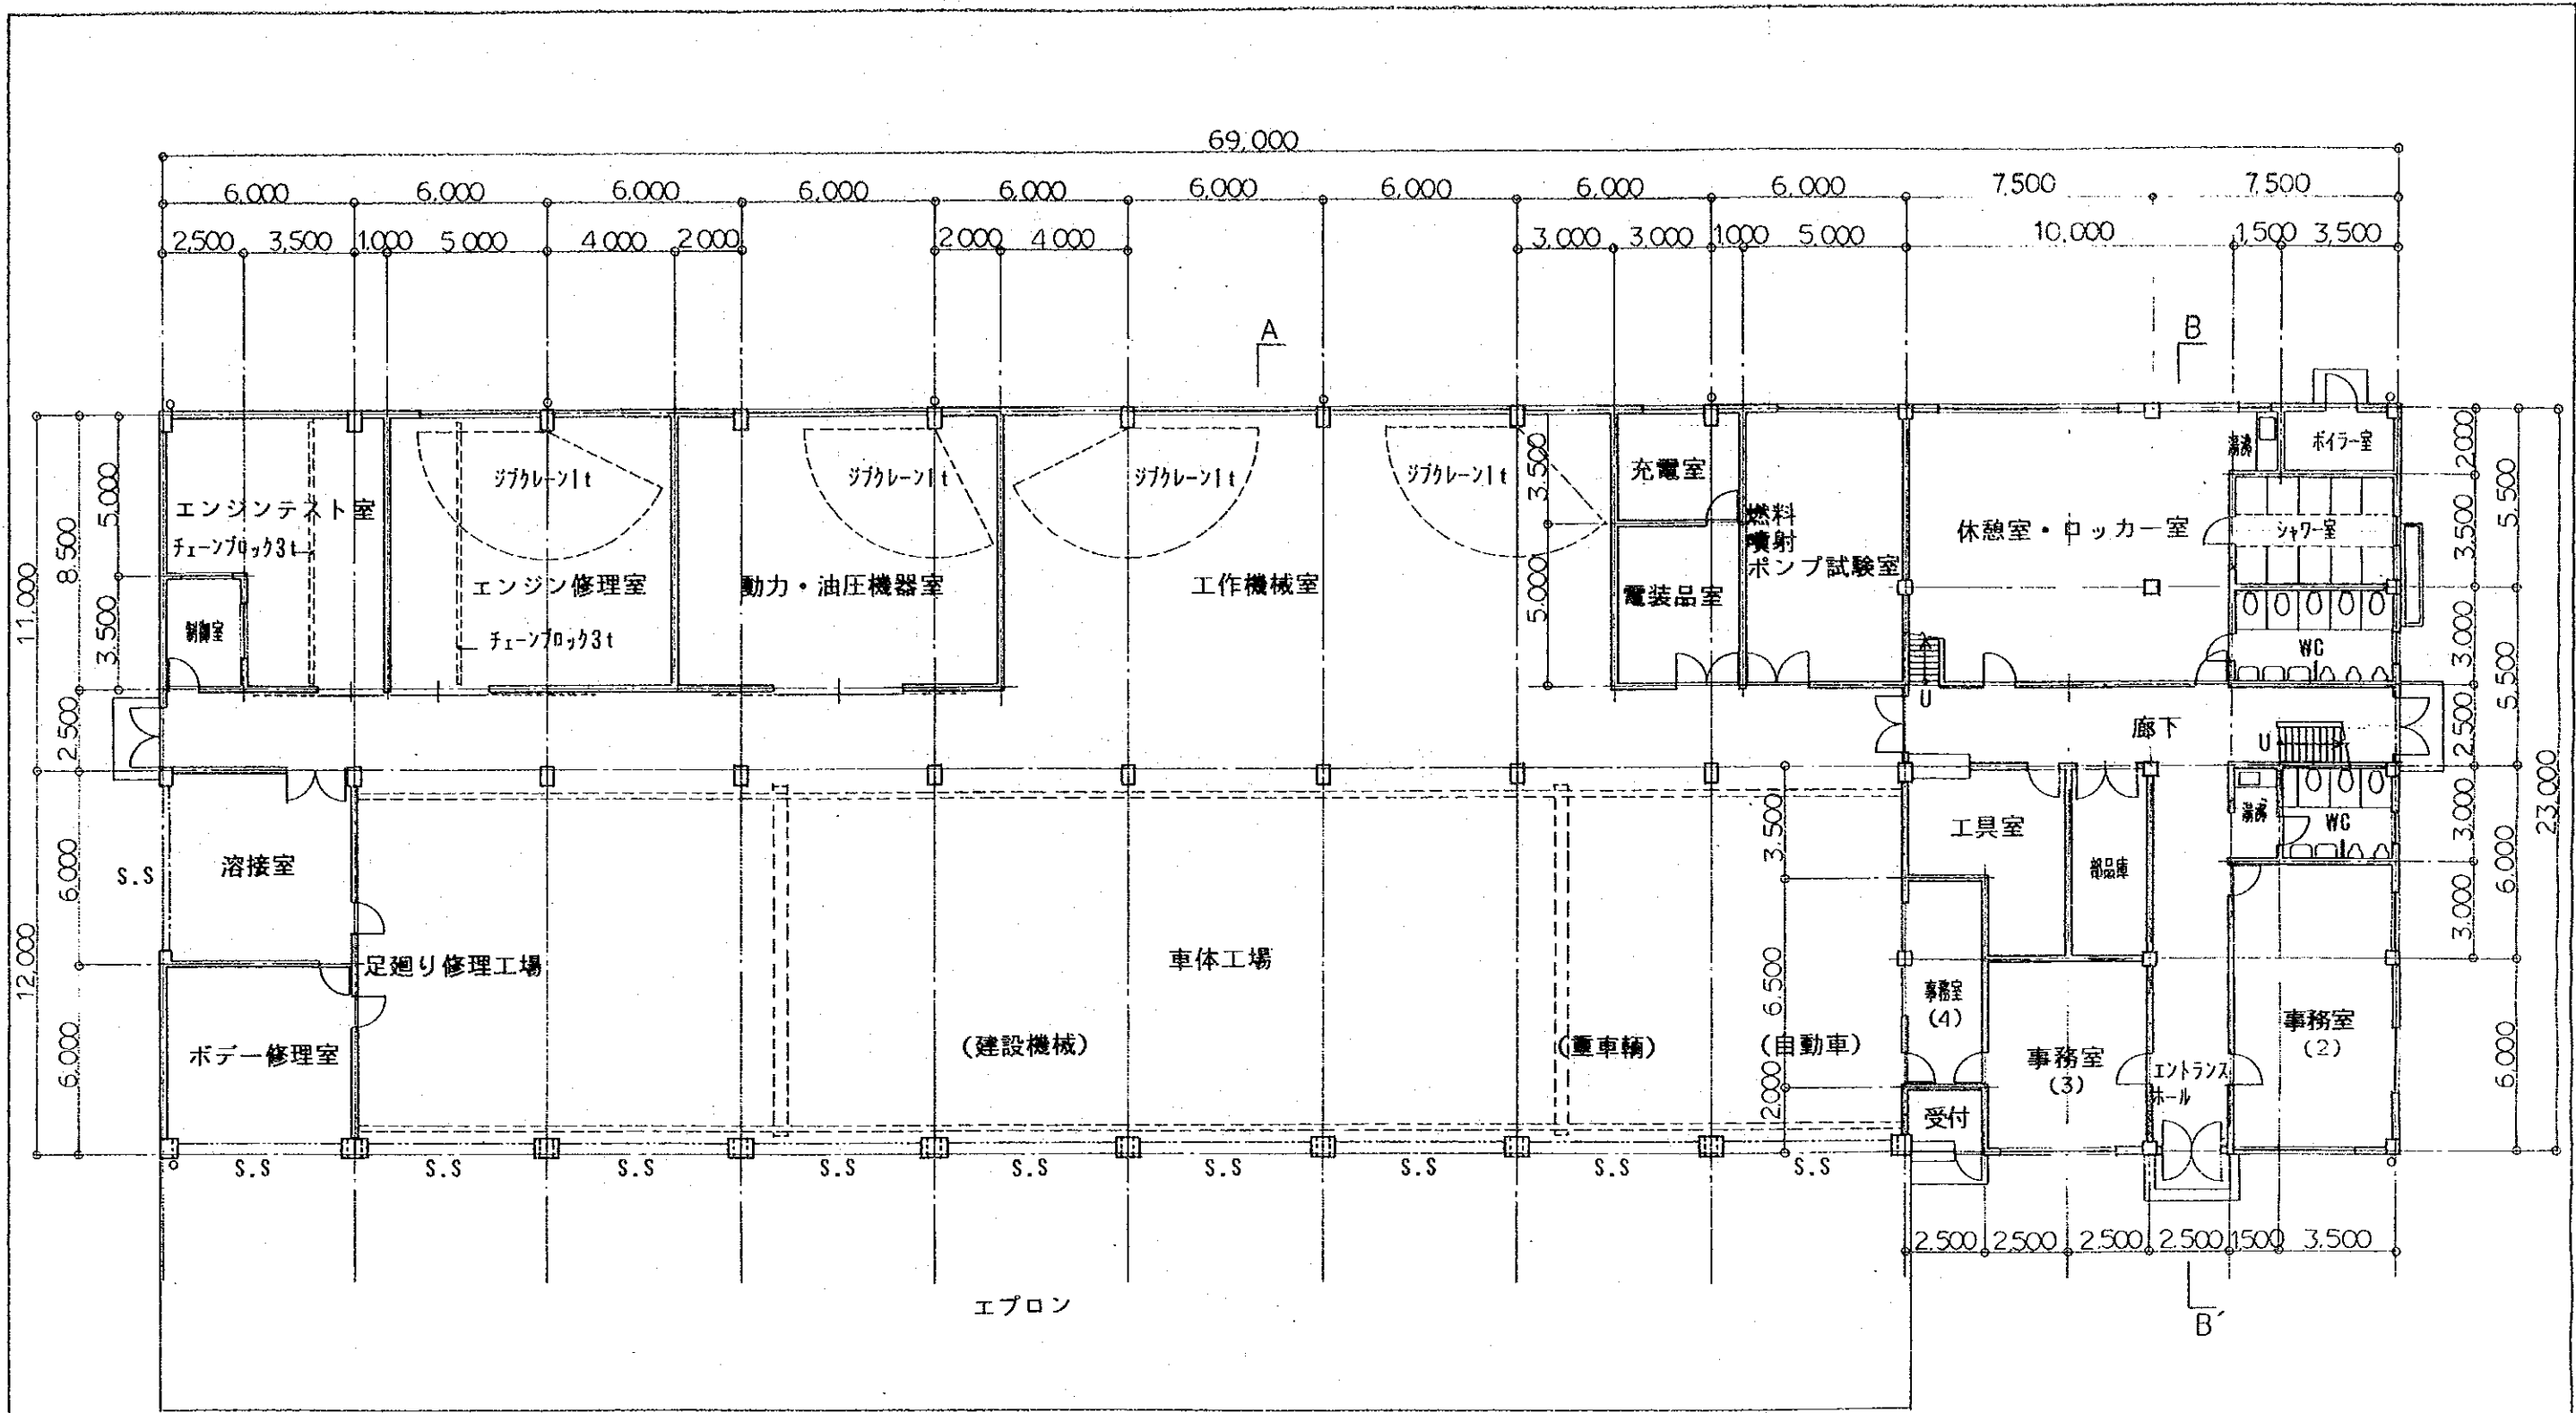 69,000
6,000 6,000 6,000 6,000 6,000 6,000 6,000 6,000 6,000 7,500 7,500
2,500 3,500 1,000 5,000 4,000 2,000 2,000 4,000 3,000 3,000 1,000 5,000 10,000 1,500 3,500
A
B
ジブクレーン1t
ジブクレーン1t
ジブクレーン1t
ジブクレーン1t
充電室
湯沸
ボイラー室
エンジンテスト室
チェーンブロック3t
制御室
エンジン修理室
チェーンブロック3t
動力・油圧機器室
工作機械室
電装品室
燃料
噴射
ポンプ試験室
休憩室・ロッカー室
シャワー室
WC
U
廊下
U
11,000
8,500
5,000
3,500
2,500
3,500
5,000
2,000
3,500
3,000
2,500
5,500
5,500
23,000
S.S
溶接室
足廻り修理工場
ボデー修理室
車体工場
(建設機械)
(重車輌)
(自動車)
工具室
部品庫
湯沸
WC
事務室
(4)
事務室
(3)
受付
エントランス
ホール
事務室
(2)
12,000
6,000
6,000
3,500
6,500
2,000
3,000
3,000
6,000
6,000
S.S S.S S.S S.S S.S S.S S.S S.S S.S
2,500 2,500 2,500 2,500 1,500 3,500
エプロン
B´